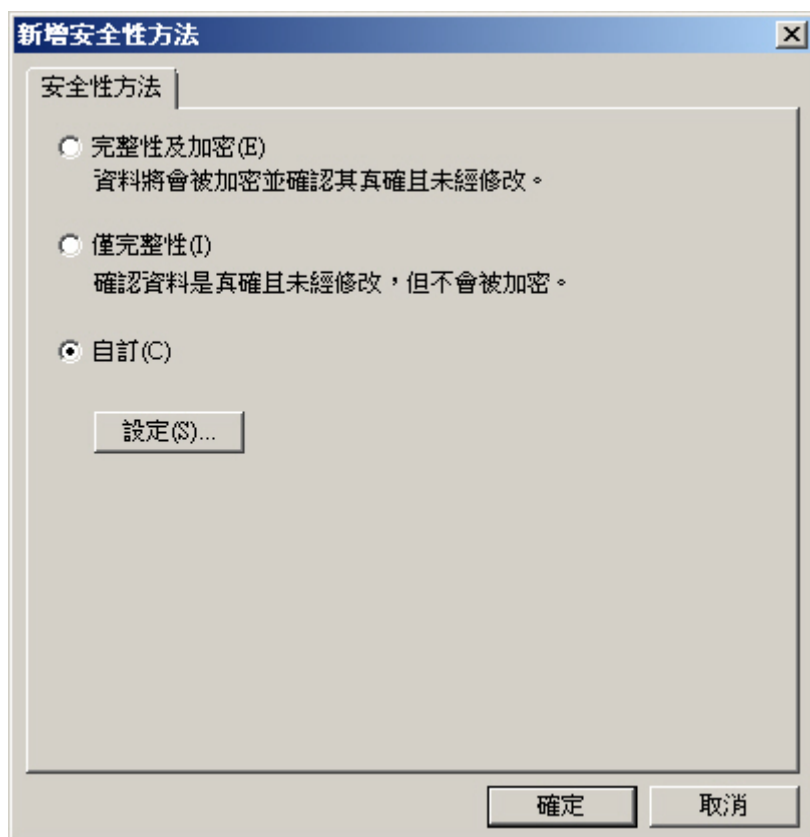 新增安全性方法
安全性方法
完整性及加密(E)
資料將會被加密並確認其真確且未經修改。
僅完整性(I)
確認資料是真確且未經修改，但不會被加密。
自訂(C)
設定(S)...
確定
取消